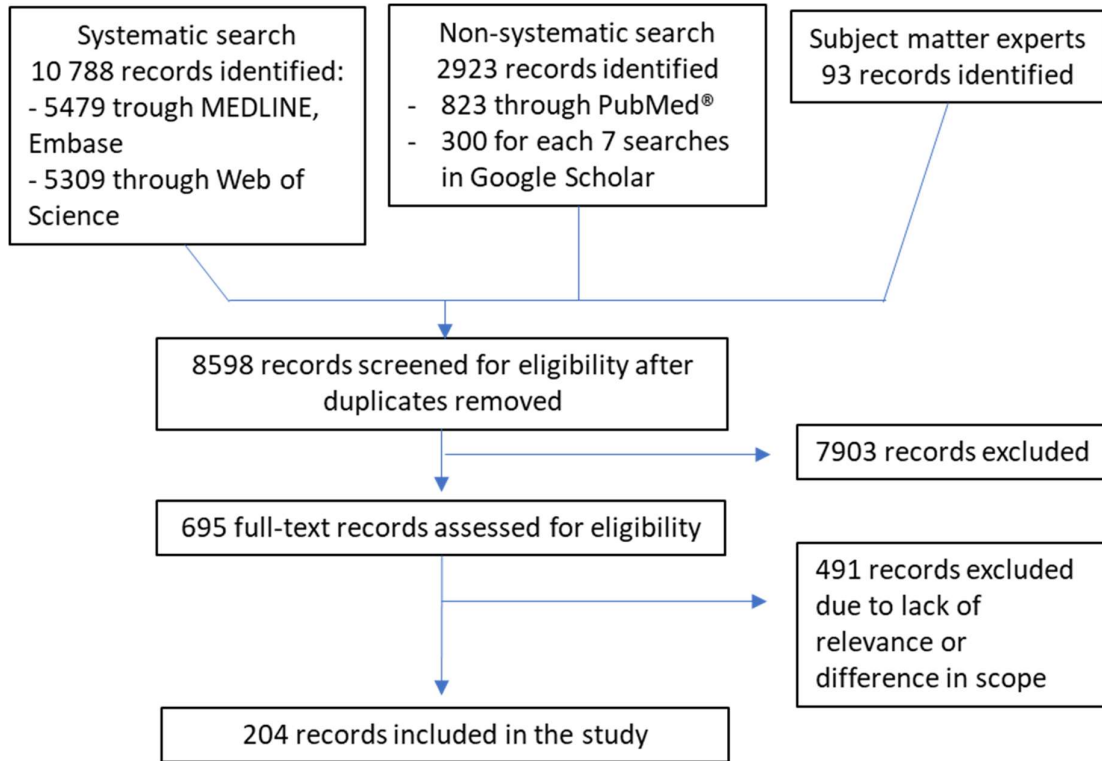 Systematic search
10 788 records identified:
- 5479 trough MEDLINE,
Embase
- 5309 through Web of
Science
Non-systematic search
2923 records identified
- 823 through PubMed®
- 300 for each 7 searches
in Google Scholar
Subject matter experts
93 records identified
8598 records screened for eligibility after
duplicates removed
7903 records excluded
695 full-text records assessed for eligibility
491 records excluded
due to lack of
relevance or
difference in scope
204 records included in the study